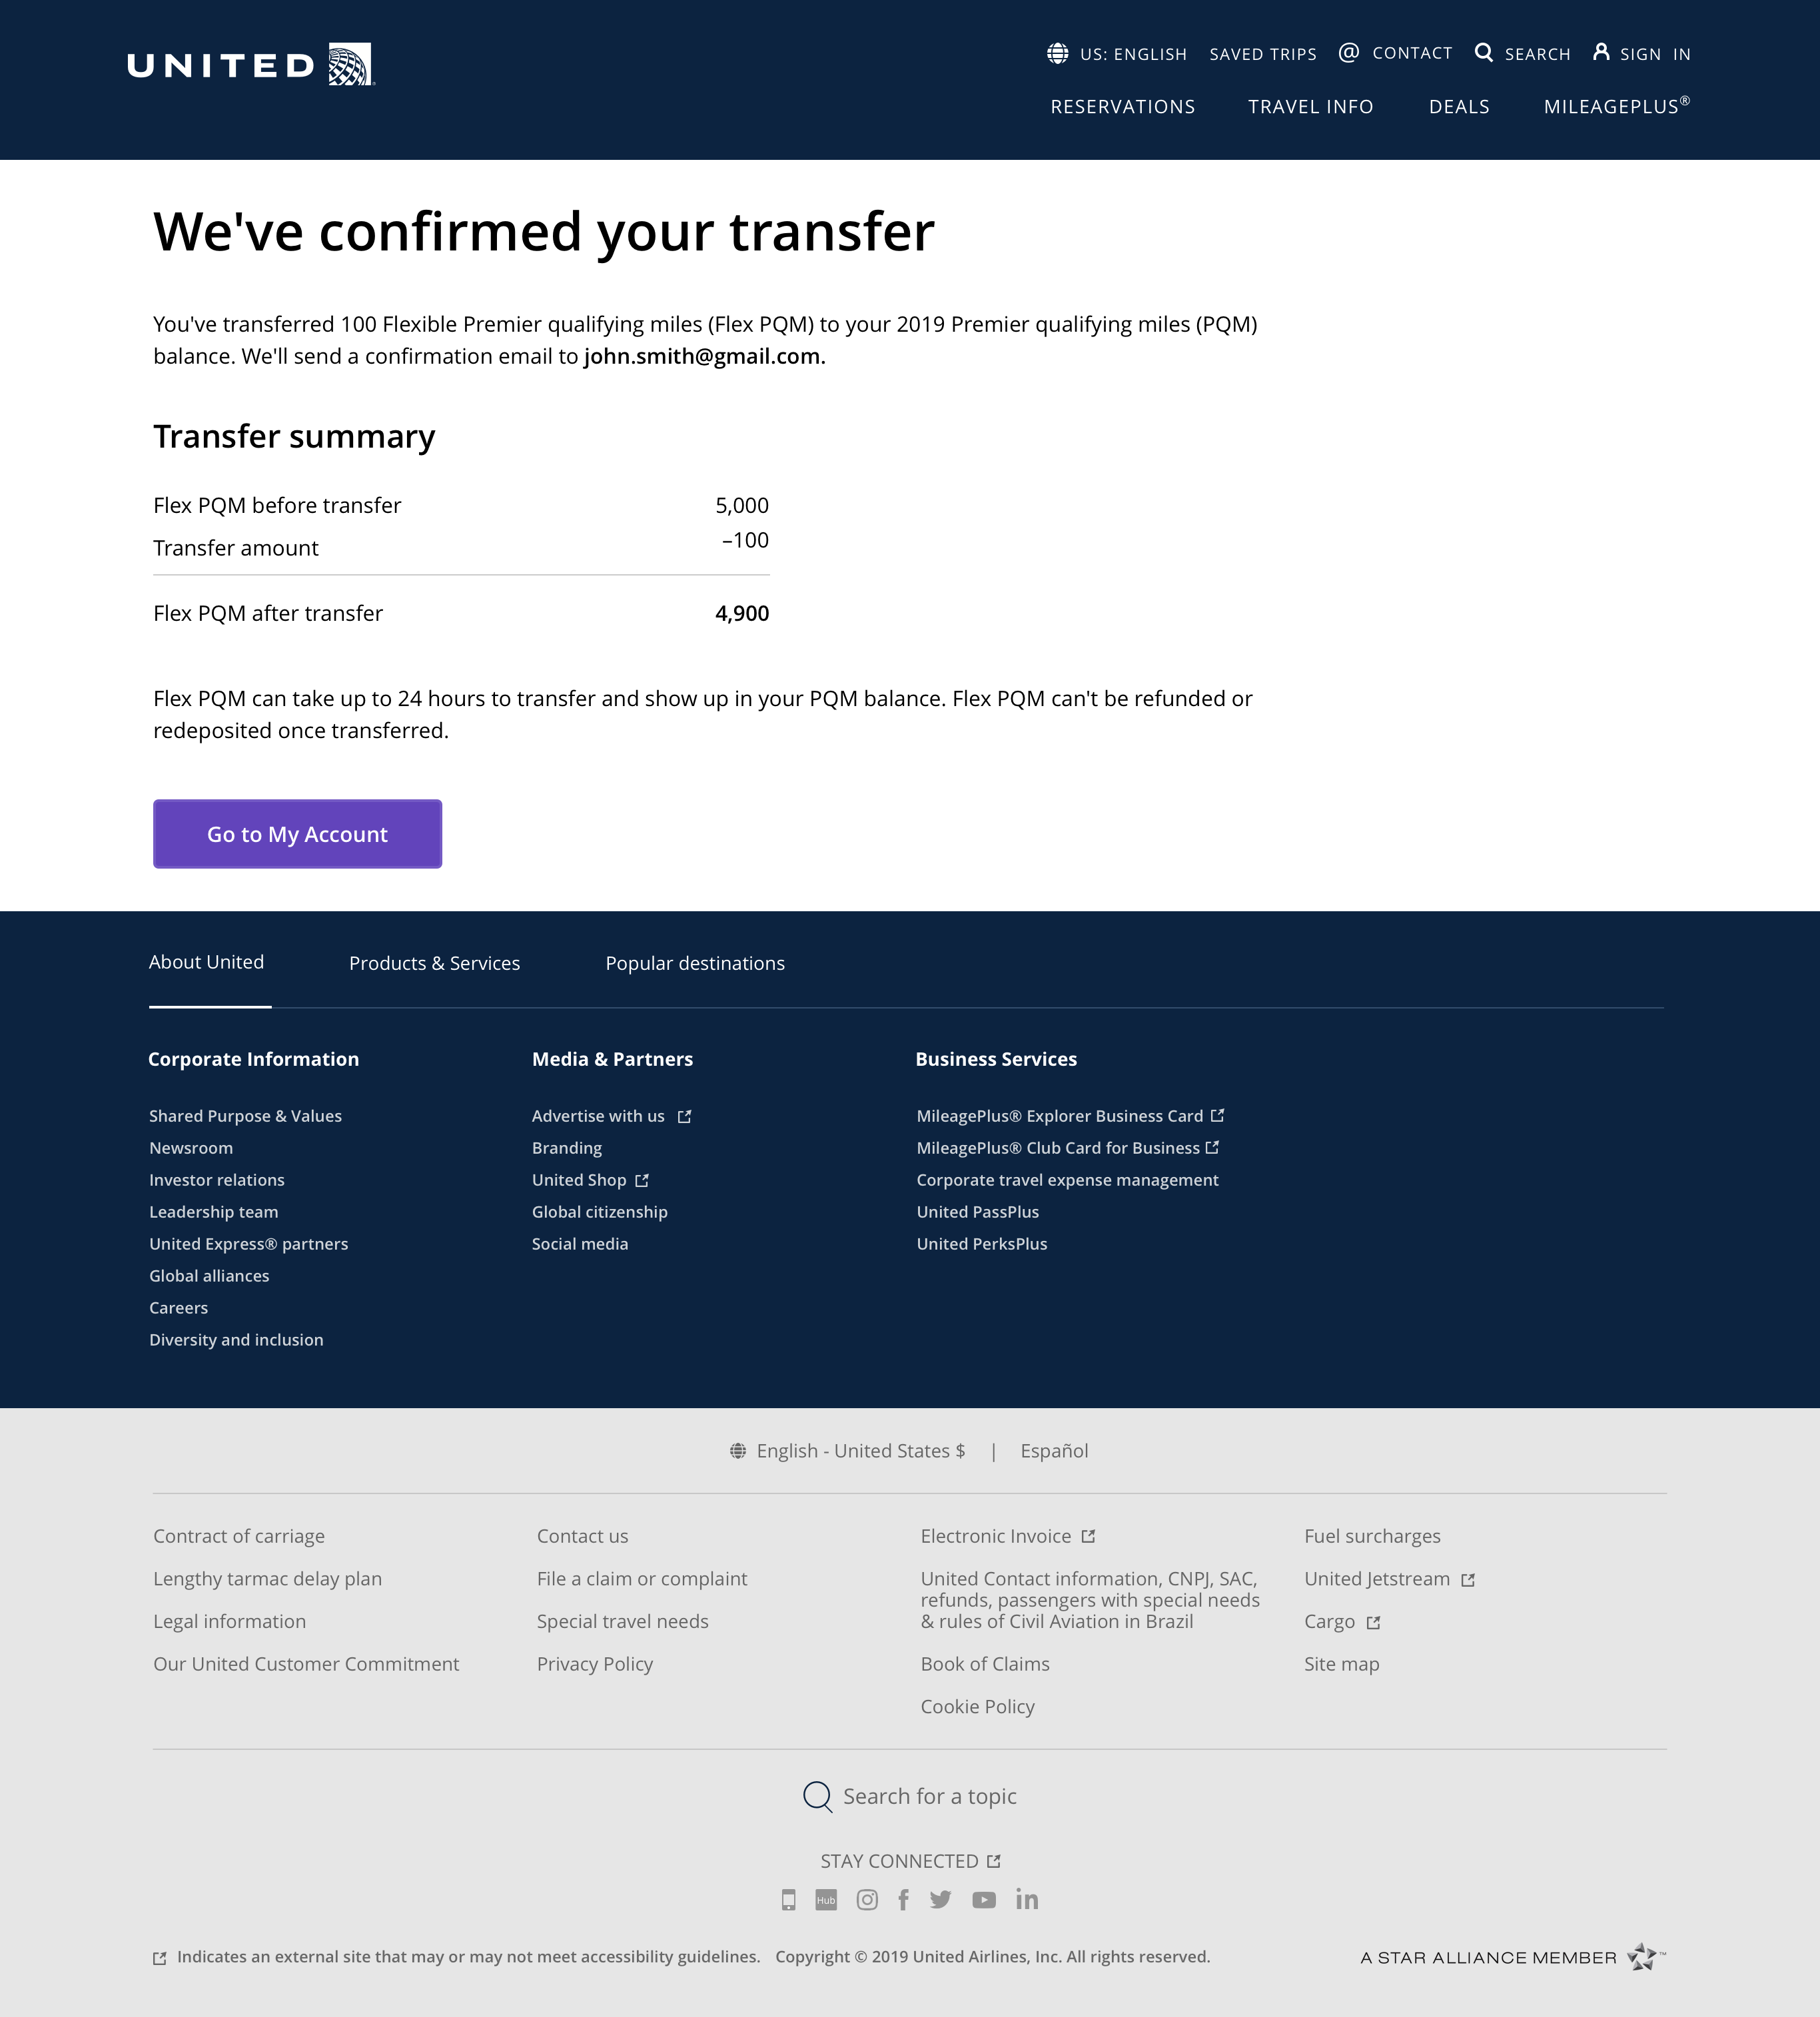 UNITED
US: ENGLISH SAVED TRIPS CONTACT SEARCH SIGN IN
RESERVATIONS TRAVEL INFO DEALS MILEAGEPLUS®
We've confirmed your transfer
You've transferred 100 Flexible Premier qualifying miles (Flex PQM) to your 2019 Premier qualifying miles (PQM)
balance. We'll send a confirmation email to john.smith@gmail.com.
Transfer summary
Flex PQM before transfer 5,000
Transfer amount –100
Flex PQM after transfer 4,900
Flex PQM can take up to 24 hours to transfer and show up in your PQM balance. Flex PQM can't be refunded or
redeposited once transferred.
Go to My Account
About United Products & Services Popular destinations
Corporate Information
Shared Purpose & Values
Newsroom
Investor relations
Leadership team
United Express® partners
Global alliances
Careers
Diversity and inclusion
Media & Partners
Advertise with us
Branding
United Shop
Global citizenship
Social media
Business Services
MileagePlus® Explorer Business Card
MileagePlus® Club Card for Business
Corporate travel expense management
United PassPlus
United PerksPlus
English - United States $ | Español
Contract of carriage
Lengthy tarmac delay plan
Legal information
Our United Customer Commitment
Contact us
File a claim or complaint
Special travel needs
Privacy Policy
Electronic Invoice
United Contact information, CNPJ, SAC,
refunds, passengers with special needs
& rules of Civil Aviation in Brazil
Book of Claims
Cookie Policy
Fuel surcharges
United Jetstream
Cargo
Site map
Search for a topic
STAY CONNECTED
Hub
Indicates an external site that may or may not meet accessibility guidelines. Copyright © 2019 United Airlines, Inc. All rights reserved.
A STAR ALLIANCE MEMBER ™